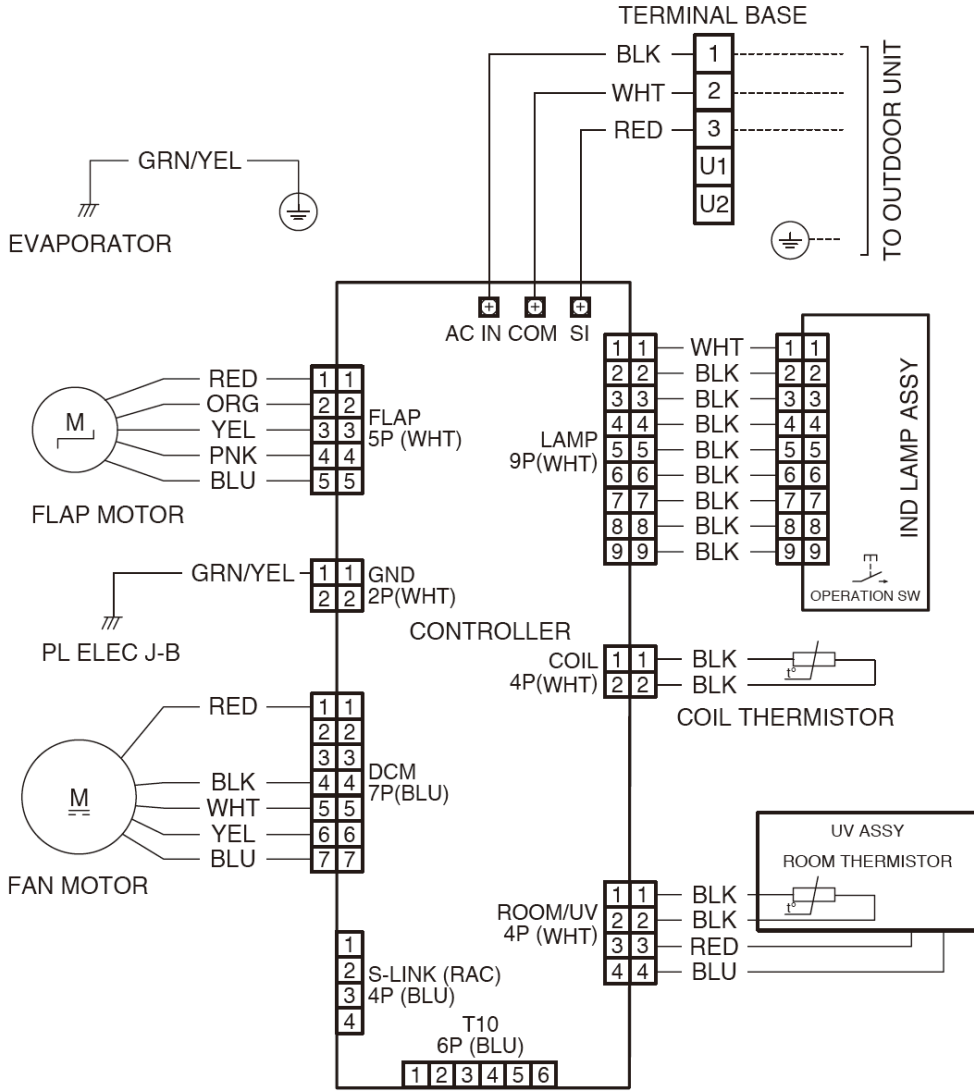 TERMINAL BASE
BLK 1
WHT 2
RED 3
U1
U2
TO OUTDOOR UNIT
GRN/YEL
EVAPORATOR
AC IN COM SI
RED 1 1
ORG 2 2
YEL 3 3
PNK 4 4
BLU 5 5
M
FLAP
5P (WHT)
FLAP MOTOR
GRN/YEL 1 1
2 2
GND
2P(WHT)
PL ELEC J-B
CONTROLLER
RED 1 1
2 2
3 3
BLK 4 4
WHT 5 5
YEL 6 6
BLU 7 7
M
DCM
7P(BLU)
FAN MOTOR
1
2
3
4
S-LINK (RAC)
4P (BLU)
T10
6P (BLU)
1 2 3 4 5 6
LAMP
9P(WHT)
1 1 WHT 1 1
2 2 BLK 2 2
3 3 BLK 3 3
4 4 BLK 4 4
5 5 BLK 5 5
6 6 BLK 6 6
7 7 BLK 7 7
8 8 BLK 8 8
9 9 BLK 9 9
IND LAMP ASSY
OPERATION SW
COIL
4P(WHT)
1 1 BLK
2 2 BLK
t°
COIL THERMISTOR
UV ASSY
ROOM THERMISTOR
t°
ROOM/UV
4P (WHT)
1 1 BLK
2 2 BLK
3 3 RED
4 4 BLU